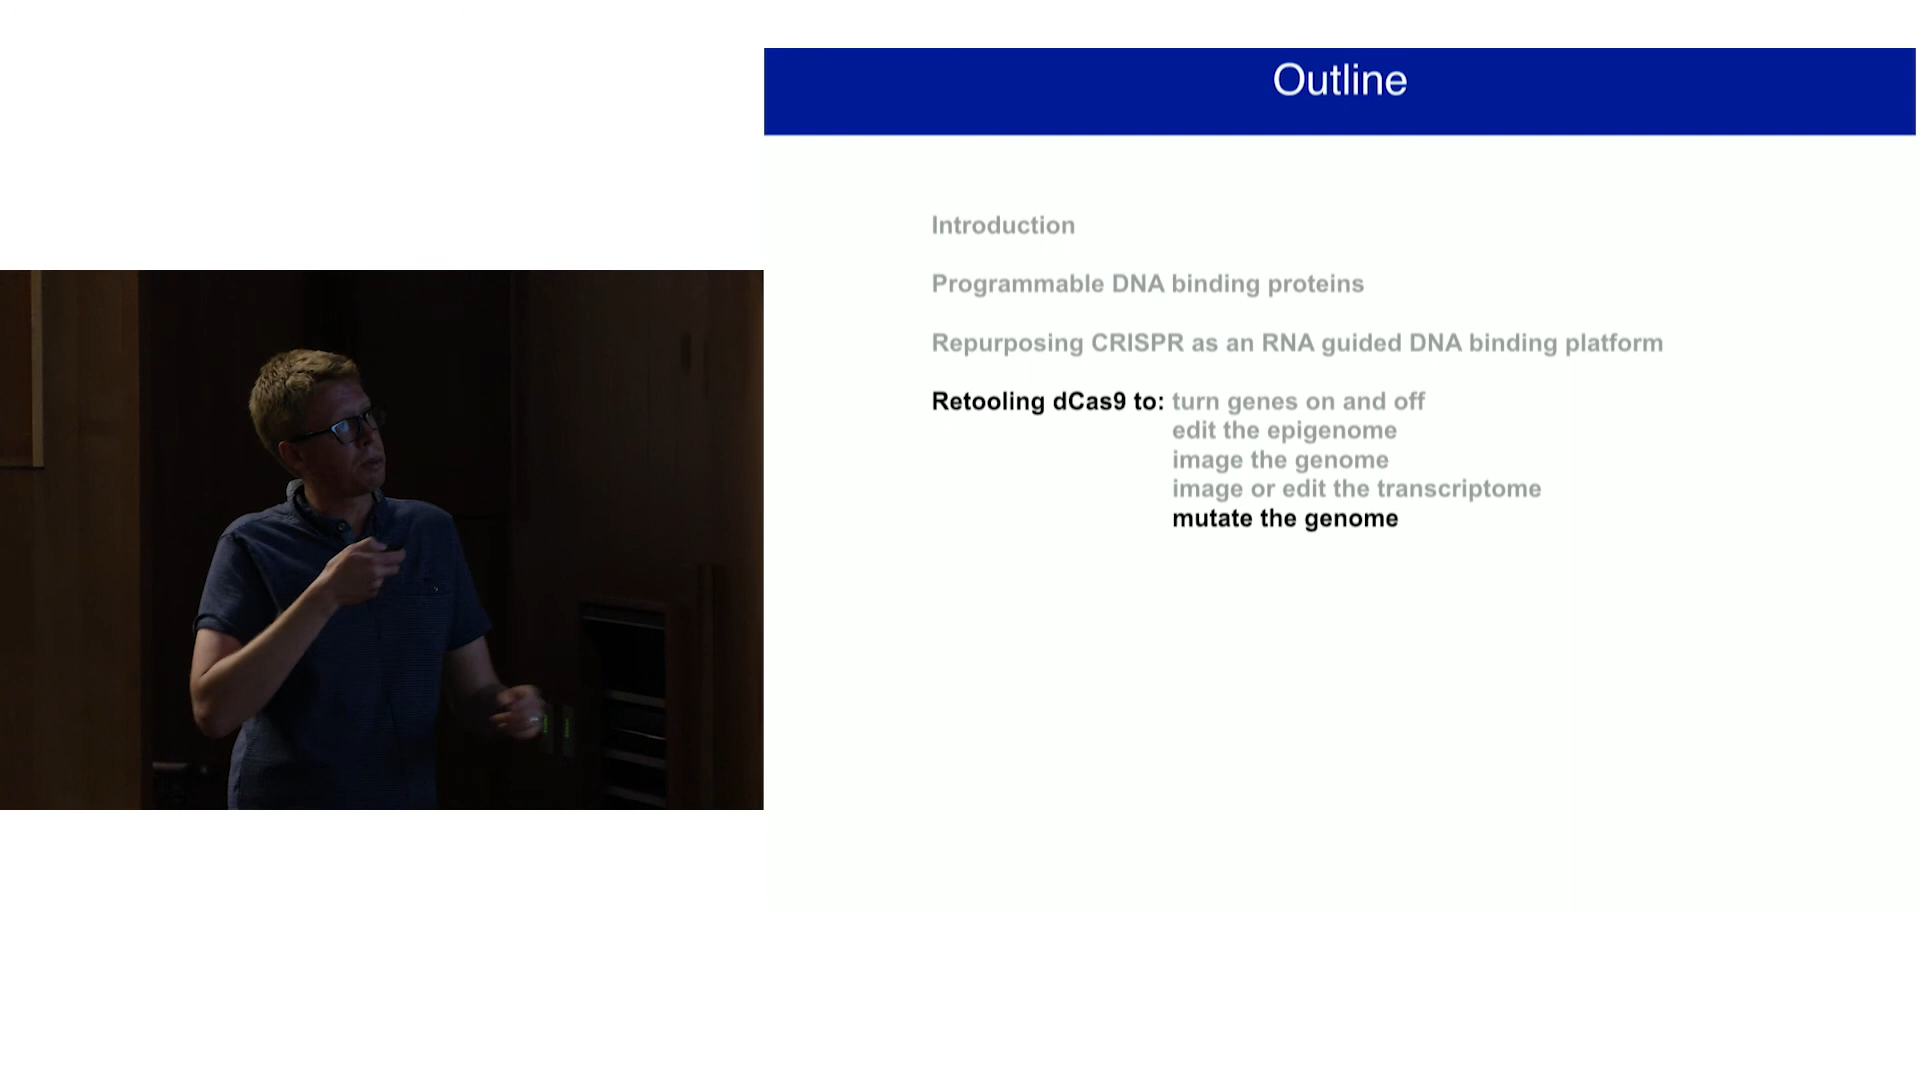 Outline
Introduction
Programmable DNA binding proteins
Repurposing CRISPR as an RNA guided DNA binding platform
Retooling dCas9 to: turn genes on and off
edit the epigenome
image the genome
image or edit the transcriptome
mutate the genome